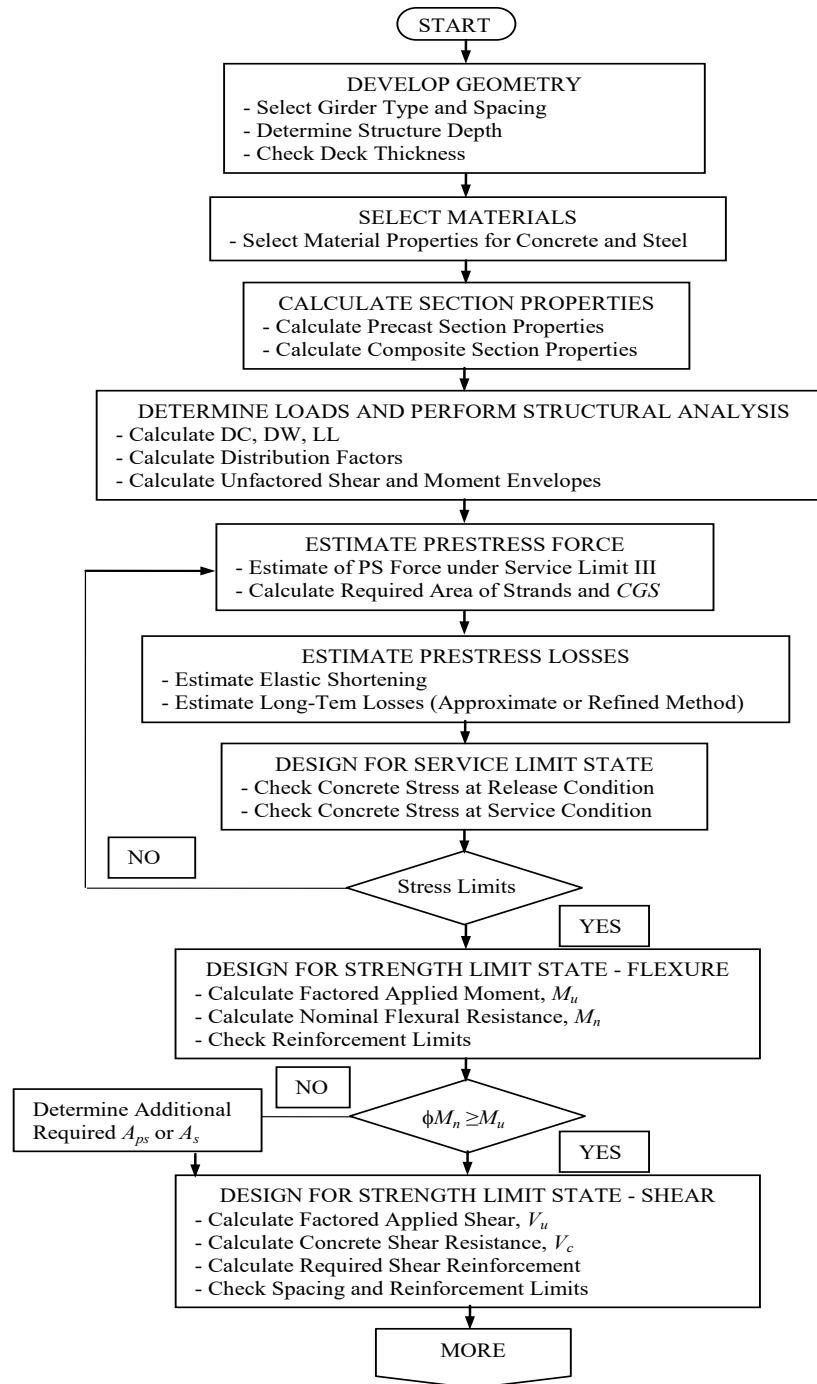 START
DEVELOP GEOMETRY
- Select Girder Type and Spacing
- Determine Structure Depth
- Check Deck Thickness
SELECT MATERIALS
- Select Material Properties for Concrete and Steel
CALCULATE SECTION PROPERTIES
- Calculate Precast Section Properties
- Calculate Composite Section Properties
DETERMINE LOADS AND PERFORM STRUCTURAL ANALYSIS
- Calculate DC, DW, LL
- Calculate Distribution Factors
- Calculate Unfactored Shear and Moment Envelopes
ESTIMATE PRESTRESS FORCE
- Estimate of PS Force under Service Limit III
- Calculate Required Area of Strands and CGS
ESTIMATE PRESTRESS LOSSES
- Estimate Elastic Shortening
- Estimate Long-Tem Losses (Approximate or Refined Method)
DESIGN FOR SERVICE LIMIT STATE
- Check Concrete Stress at Release Condition
- Check Concrete Stress at Service Condition
NO
Stress Limits
YES
DESIGN FOR STRENGTH LIMIT STATE - FLEXURE
- Calculate Factored Applied Moment, Mu
- Calculate Nominal Flexural Resistance, Mn
- Check Reinforcement Limits
NO
Determine Additional
Required Aps or As
ϕMn ≥Mu
YES
DESIGN FOR STRENGTH LIMIT STATE - SHEAR
- Calculate Factored Applied Shear, Vu
- Calculate Concrete Shear Resistance, Vc
- Calculate Required Shear Reinforcement
- Check Spacing and Reinforcement Limits
MORE